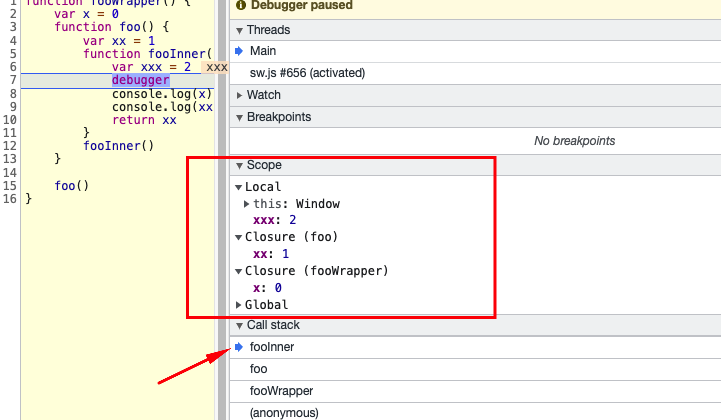 1 function fooWrapper() {
2 var x = 0
3 function foo() {
4 var xx = 1
5 function fooInner(
6 var xxx = 2 xxx
7 debugger
8 console.log(x)
9 console.log(xx
10 return xx
11 }
12 fooInner()
13 }
14
15 foo()
16 }
Debugger paused
Threads
Main
sw.js #656 (activated)
Watch
Breakpoints
No breakpoints
Scope
Local
this: Window
xxx: 2
Closure (foo)
xx: 1
Closure (fooWrapper)
x: 0
Global
Call stack
fooInner
foo
fooWrapper
(anonymous)